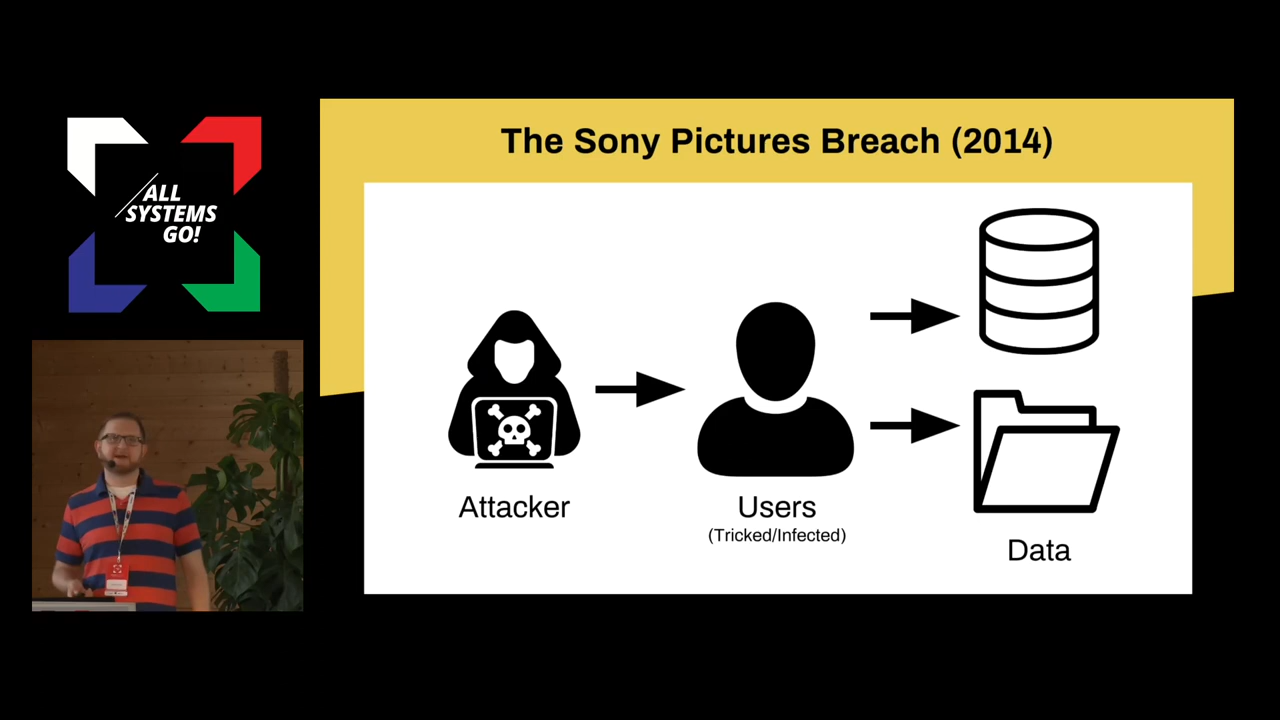 ALL
SYSTEMS
GO!
The Sony Pictures Breach (2014)
Attacker
Users
(Tricked/Infected)
Data